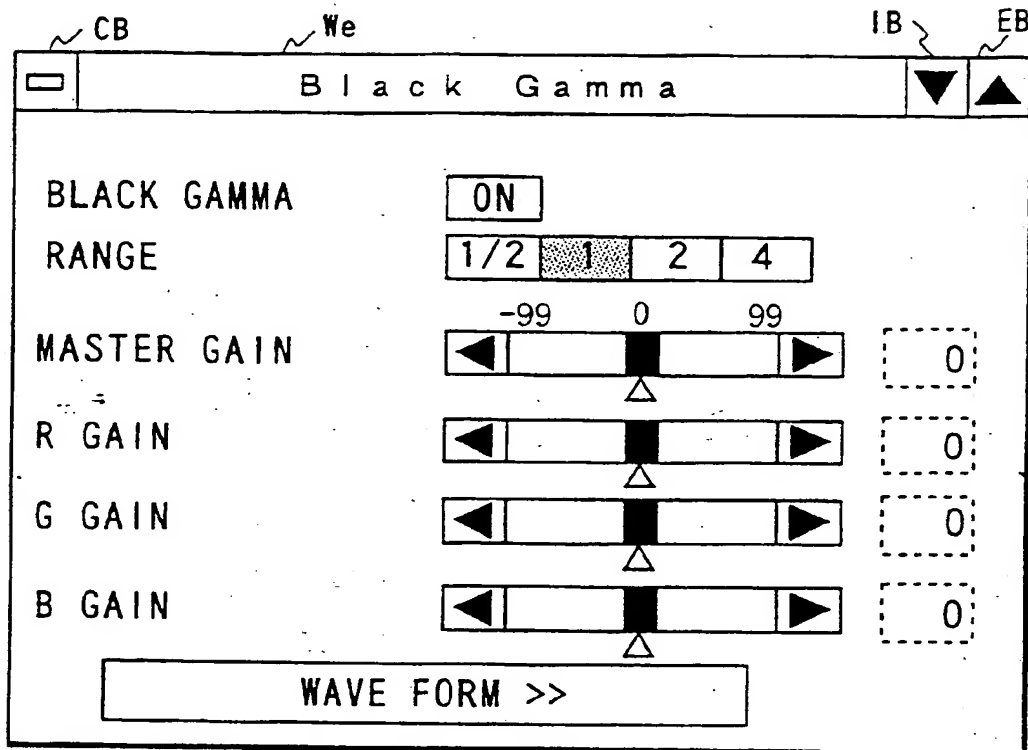 CB We IB EB
Black Gamma
BLACK GAMMA ON
RANGE 1/2 1 2 4
-99 0 99
MASTER GAIN 0
R GAIN 0
G GAIN 0
B GAIN 0
WAVE FORM >>